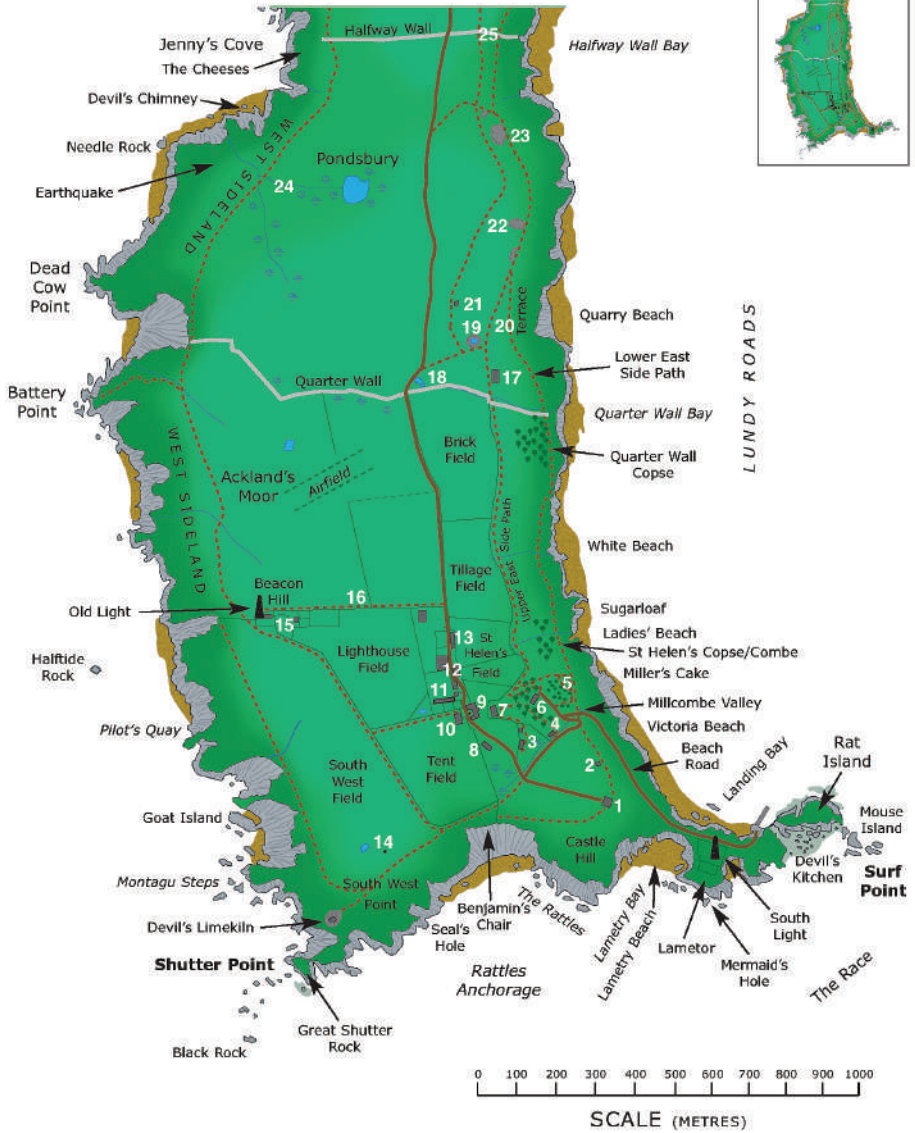 Halfway Wall
25
Jenny's Cove
The Cheeses
Halfway Wall Bay
Devil's Chimney
Needle Rock
23
WEST SIDELAND
Pondsbury
Earthquake
24
22
Dead
Cow
Point
21
Terrace
Quarry Beach
19
20
Lower East
Side Path
LUNDY ROADS
17
18
Quarter Wall
Battery
Point
Quarter Wall Bay
WEST SIDELAND
Brick
Field
Quarter Wall
Copse
Ackland's
Moor
Airfield
Upper East Side Path
White Beach
Tillage
Field
Beacon
Hill
16
Old Light
15
Sugarloaf
Ladies' Beach
St Helen's Copse/Combe
13
St
Helen's
Field
Lighthouse
Field
Halftide
Rock
12
Miller's Cake
5
11
6
9
7
Millcombe Valley
10
4
Victoria Beach
Pilot's Quay
8
3
Beach
Road
Landing Bay
Rat
Island
South
West
Field
Tent
Field
2
1
Goat Island
Mouse
Island
14
Castle
Hill
Devil's
Kitchen
Surf
Point
Montagu Steps
South West
Point
Benjamin's
Chair
The Rattles
Lametry Bay
Lametry Beach
South
Light
Devil's Limekiln
Seal's
Hole
Lametor
Mermaid's
Hole
Shutter Point
Rattles
Anchorage
The Race
Great Shutter
Rock
Black Rock
0 100 200 300 400 500 600 700 800 900 1000
SCALE (METRES)